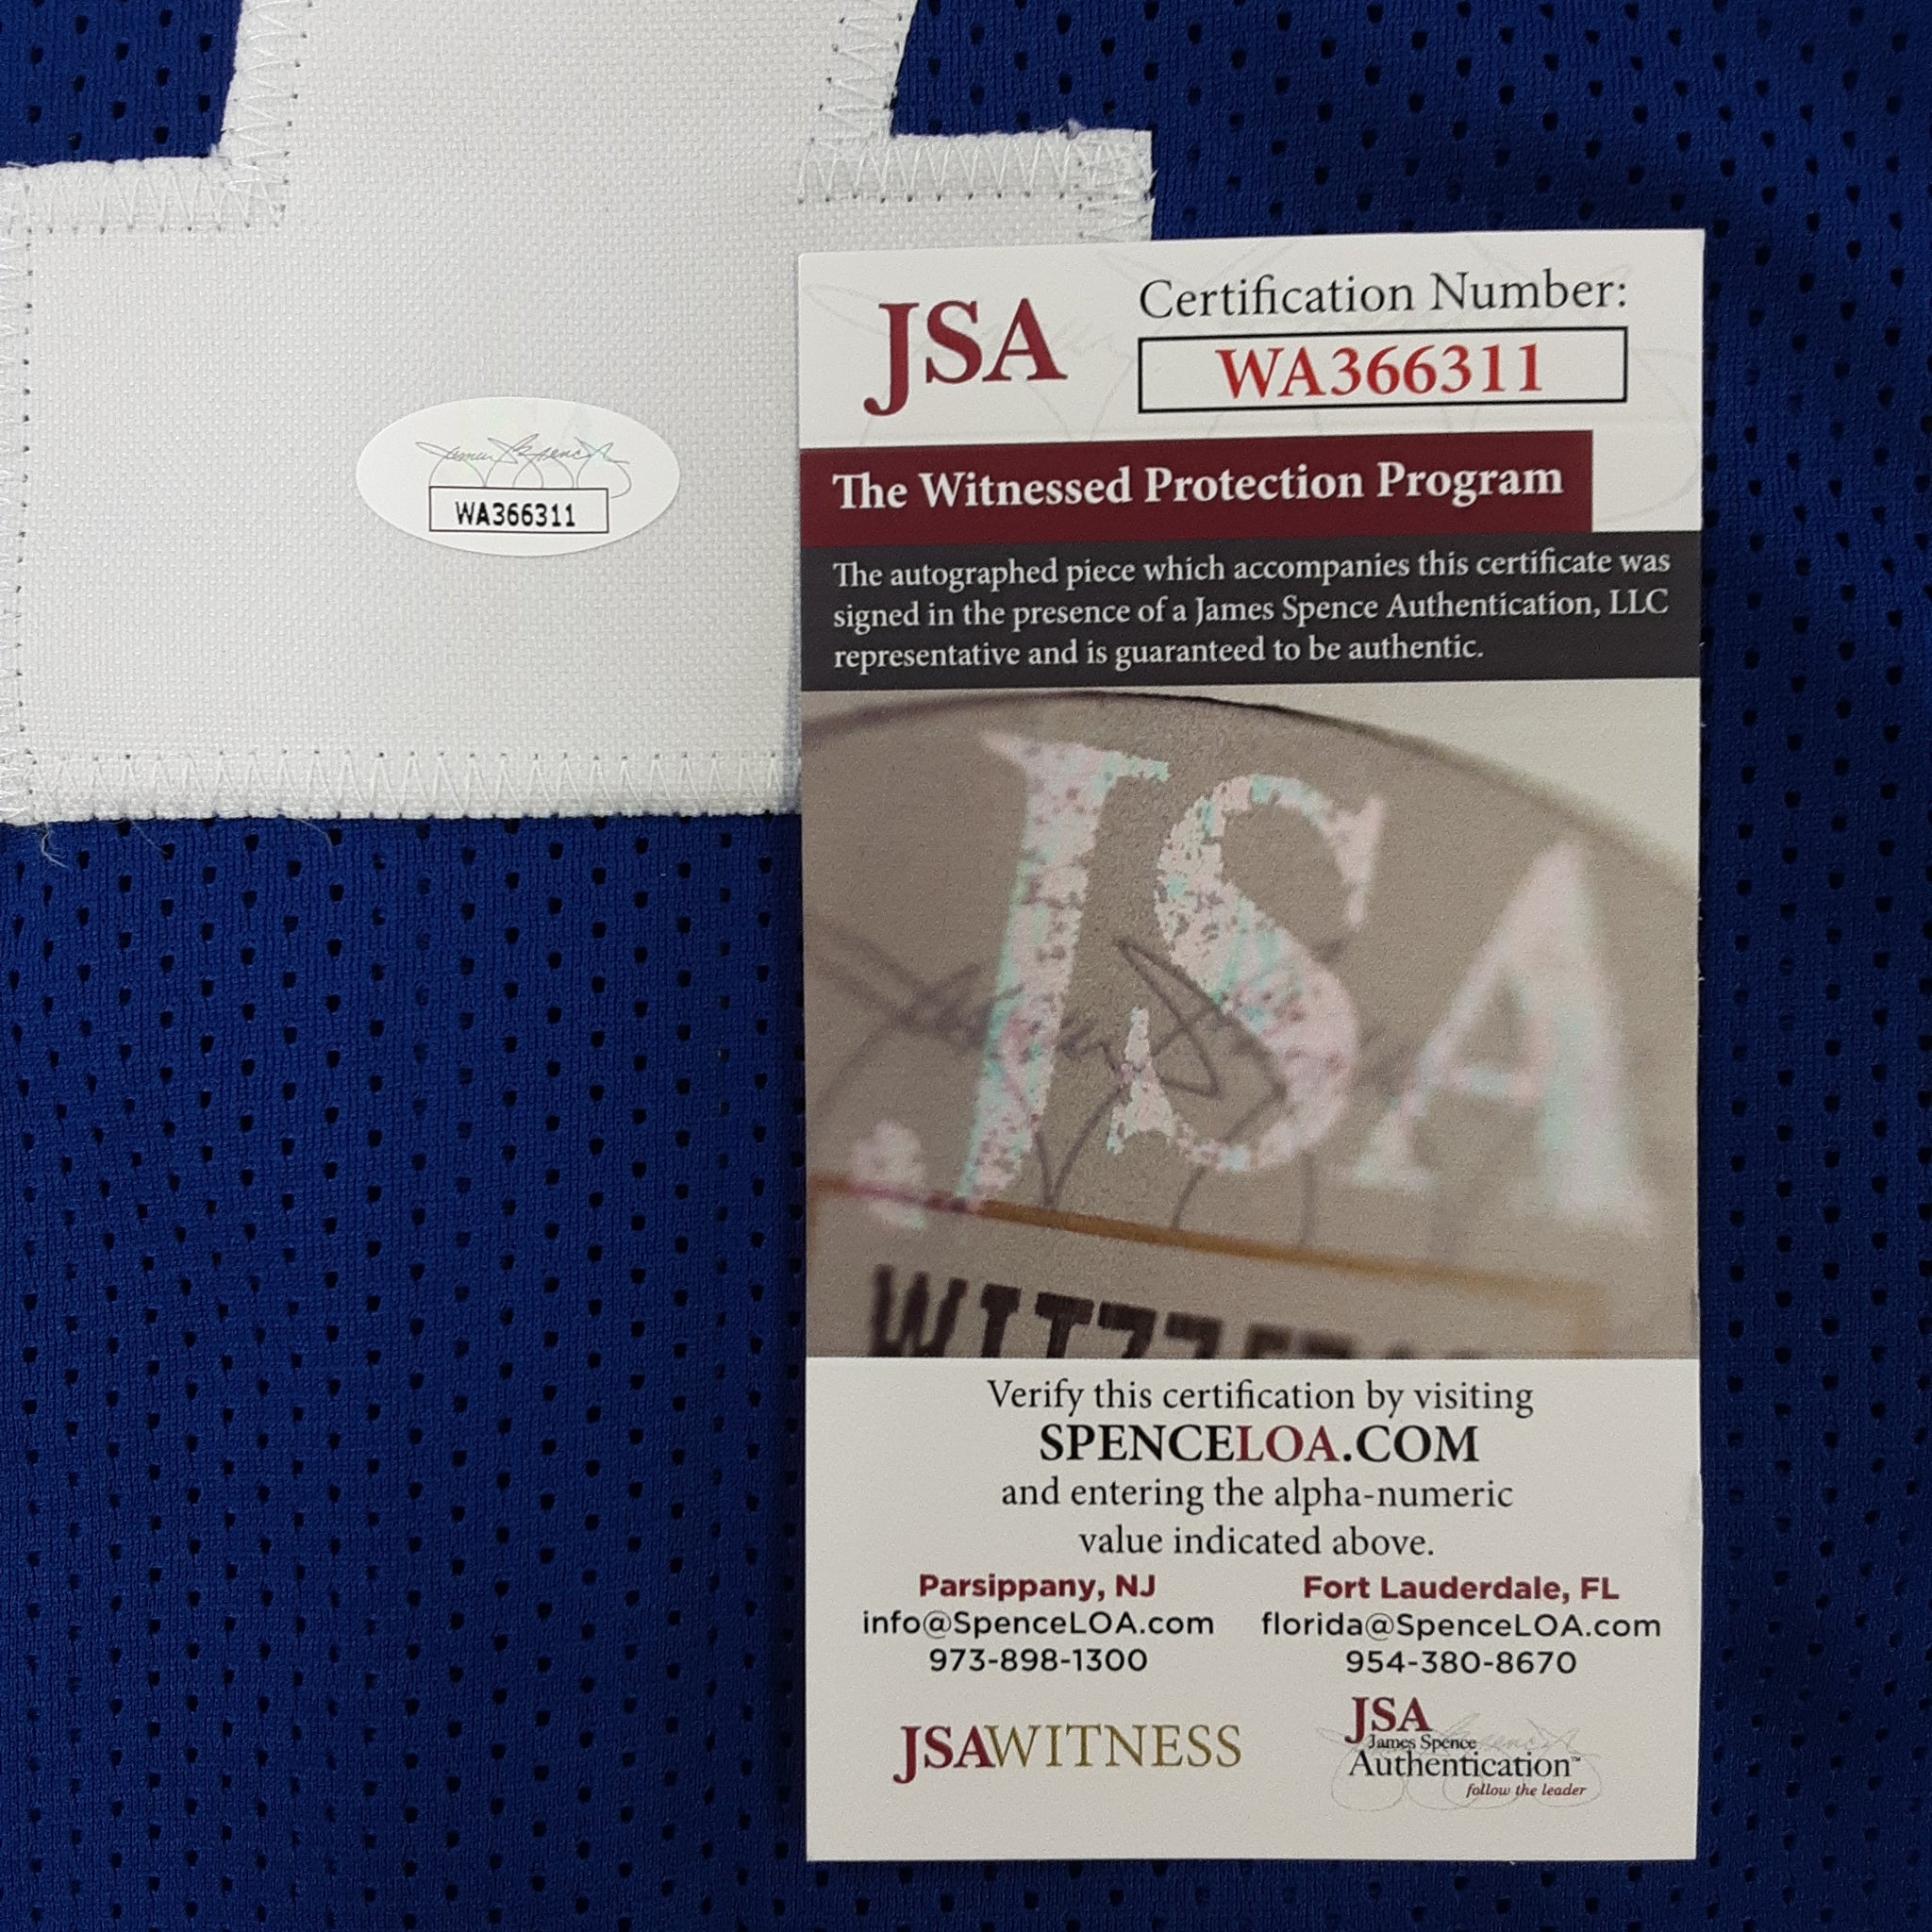 James Spence
WA366311
JSA
Certification Number:
WA366311
The Witnessed Protection Program
The autographed piece which accompanies this certificate was
signed in the presence of a James Spence Authentication, LLC
representative and is guaranteed to be authentic.
JSA
Verify this certification by visiting
SPENCELOA.COM
and entering the alpha-numeric
value indicated above.
Parsippany, NJ
info@SpenceLOA.com
973-898-1300
Fort Lauderdale, FL
florida@SpenceLOA.com
954-380-8670
JSAWITNESS
JSA
James Spence
Authentication™
follow the leader